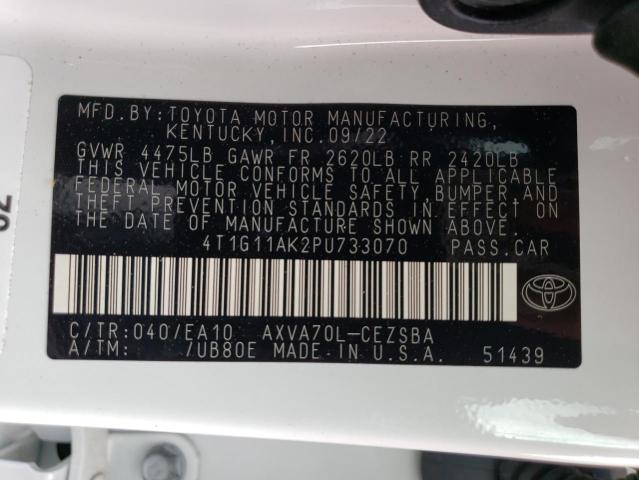 MFD.BY:TOYOTA MOTOR MANUFACTURING,
KENTUCKY,INC.09/22
GVWR 4475LB GAWR FR 2620LB RR 2420LB
THIS VEHICLE CONFORMS TO ALL APPLICABLE
FEDERAL MOTOR VEHICLE SAFETY,BUMPER AND
THEFT PREVENTION STANDARDS IN EFFECT ON
THE DATE OF MANUFACTURE SHOWN ABOVE.
4T1G11AK2PU733070 PASS.CAR
C/TR:040/EA10 AXVA70L-CEZSBA
A/TM: /UB80E MADE IN U.S.A. 51439